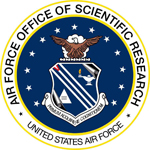 AIR FORCE OFFICE OF SCIENTIFIC RESEARCH
UNITED STATES AIR FORCE